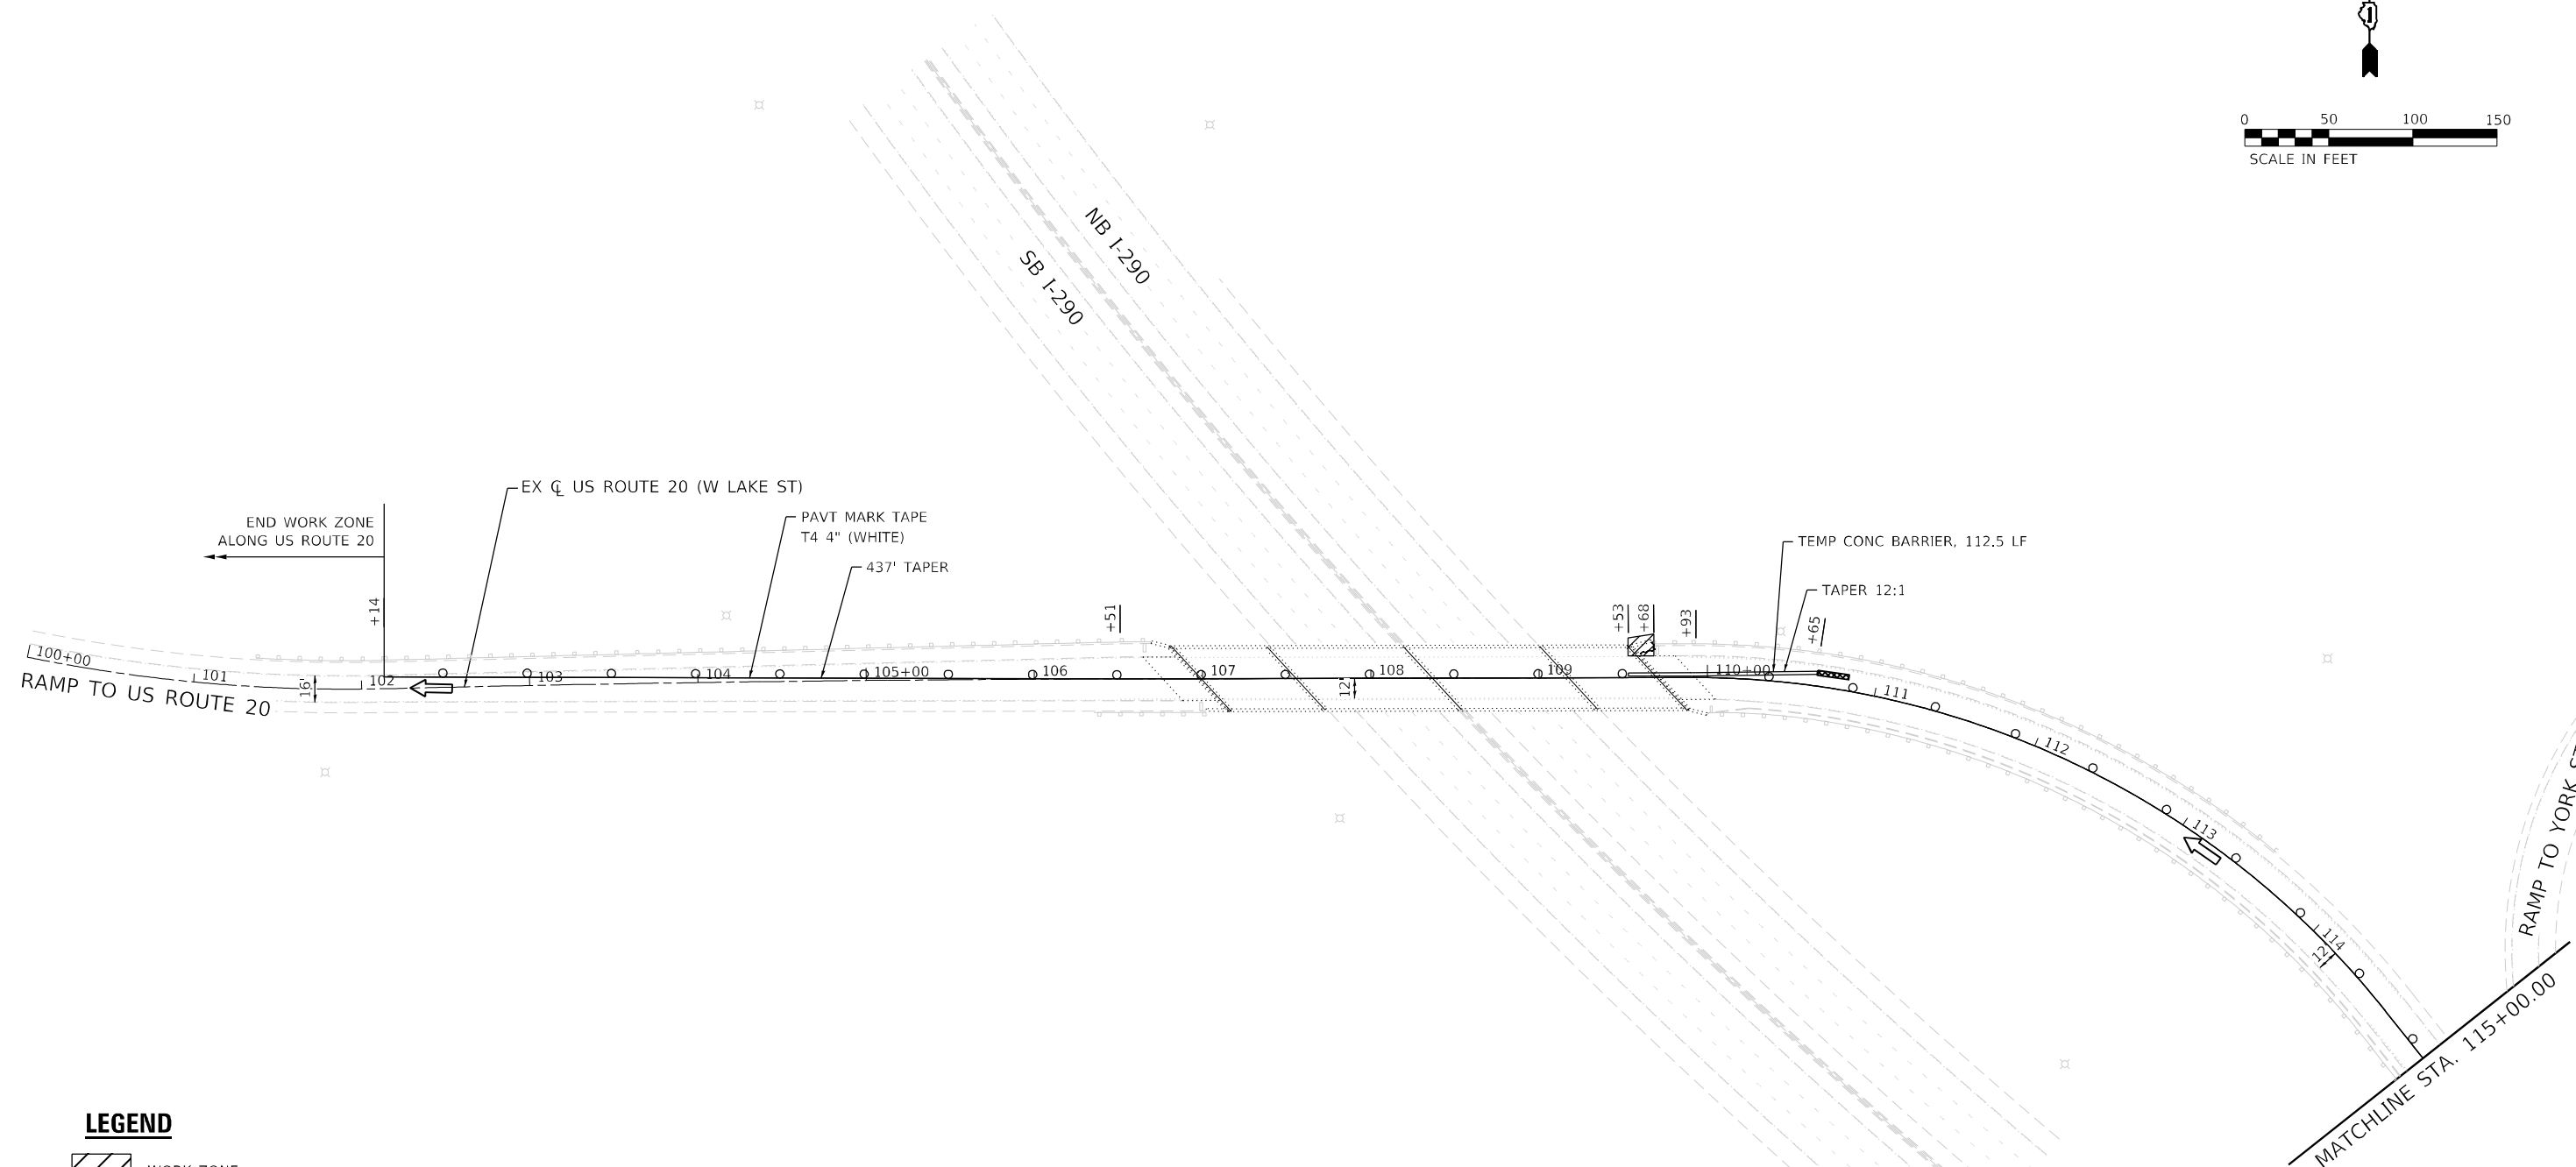 0 50 100 150
SCALE IN FEET
NB I-290
SB I-290
EX ℄ US ROUTE 20 (W LAKE ST)
END WORK ZONE
ALONG US ROUTE 20
PAVT MARK TAPE
T4 4" (WHITE)
437' TAPER
TEMP CONC BARRIER, 112.5 LF
TAPER 12:1
+14
+51
+53
+68
+93
+65
100+00
101
102
103
104
105+00
106
107
108
109
110+00
111
112
113
114
16'
12'
12'
RAMP TO US ROUTE 20
RAMP TO YORK
MATCHLINE STA. 115+00.00
LEGEND
WORK ZONE